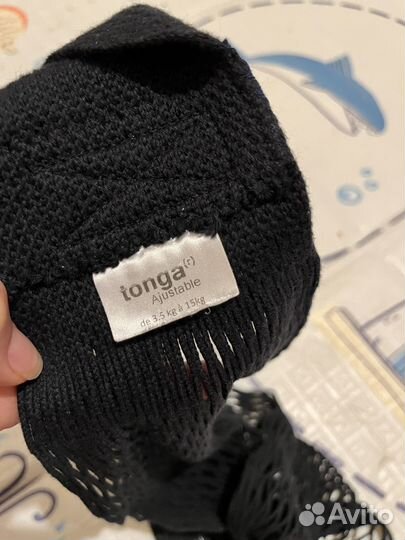 tonga(r)
Ajustable
de 3,5 kg à 15kg
Avito